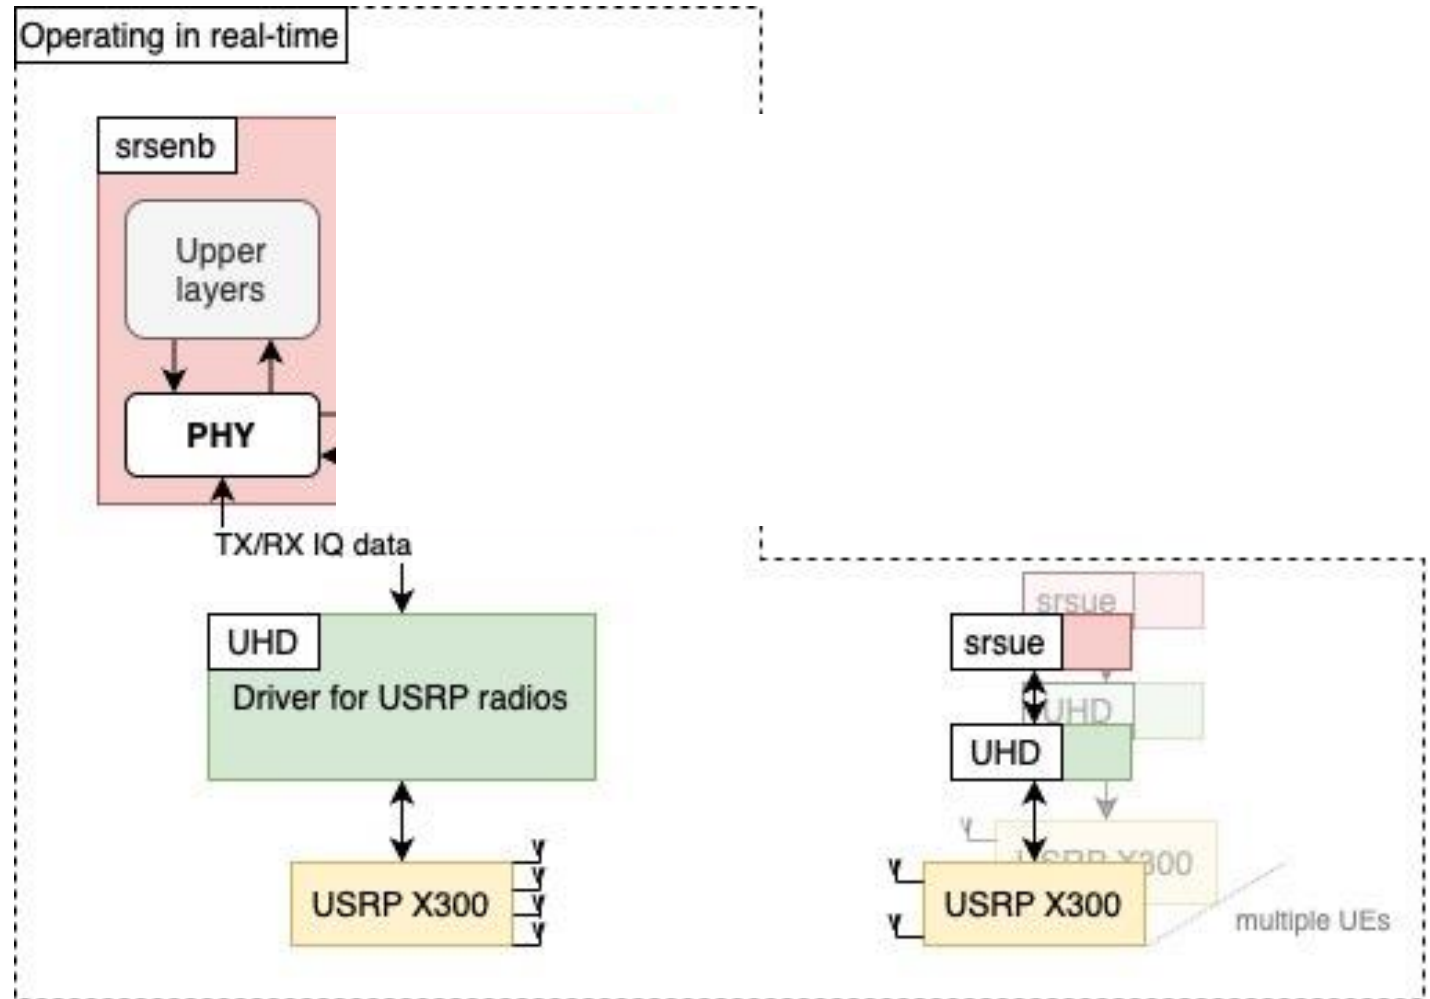 Operating in real-time
srsenb
Upper
layers
PHY
TX/RX IQ data
UHD
Driver for USRP radios
USRP X300
srsue
srsue
UHD
UHD
USRP X300
USRP X300
multiple UEs